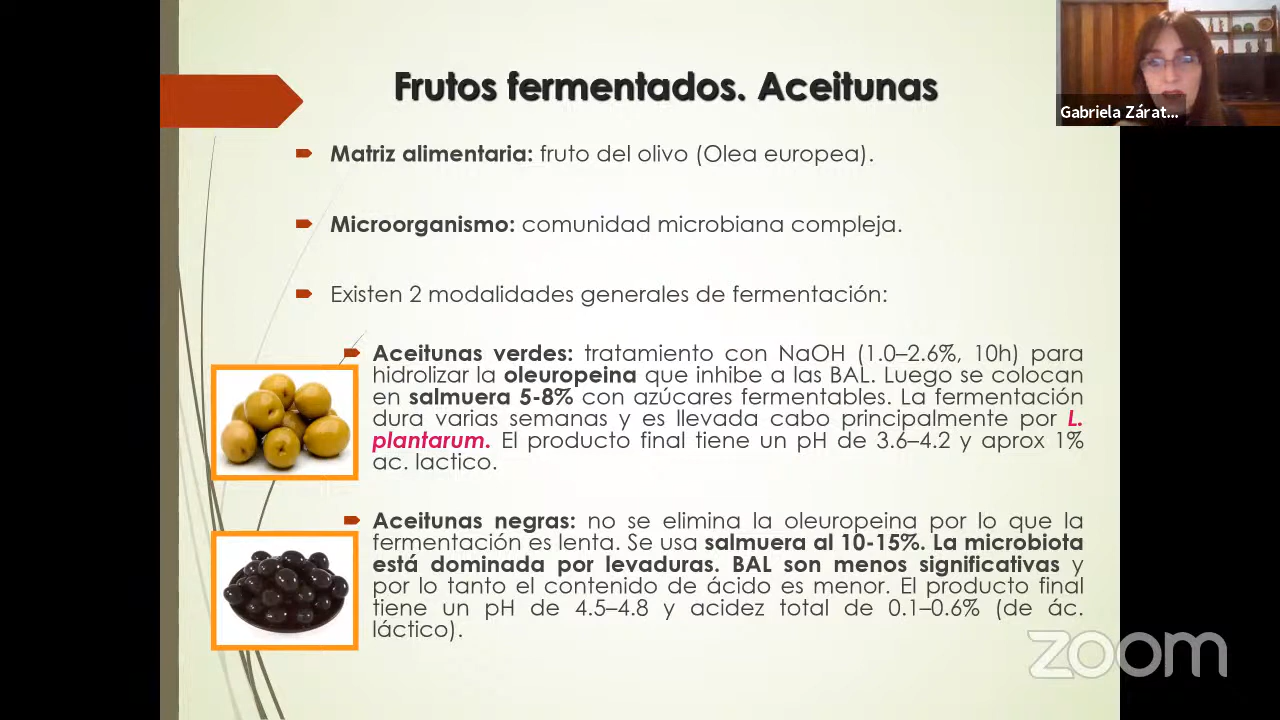 Frutos fermentados. Aceitunas
Gabriela Zárat...
Matriz alimentaria: fruto del olivo (Olea europea).
Microorganismo: comunidad microbiana compleja.
Existen 2 modalidades generales de fermentación:
Aceitunas verdes: tratamiento con NaOH (1.0–2.6%, 10h) para
hidrolizar la oleuropeina que inhibe a las BAL. Luego se colocan
en salmuera 5-8% con azúcares fermentables. La fermentación
dura varias semanas y es llevada cabo principalmente por L.
plantarum. El producto final tiene un pH de 3.6–4.2 y aprox 1%
ac. lactico.
Aceitunas negras: no se elimina la oleuropeina por lo que la
fermentación es lenta. Se usa salmuera al 10-15%. La microbiota
está dominada por levaduras. BAL son menos significativas y
por lo tanto el contenido de ácido es menor. El producto final
tiene un pH de 4.5–4.8 y acidez total de 0.1–0.6% (de ác.
láctico).
zoom